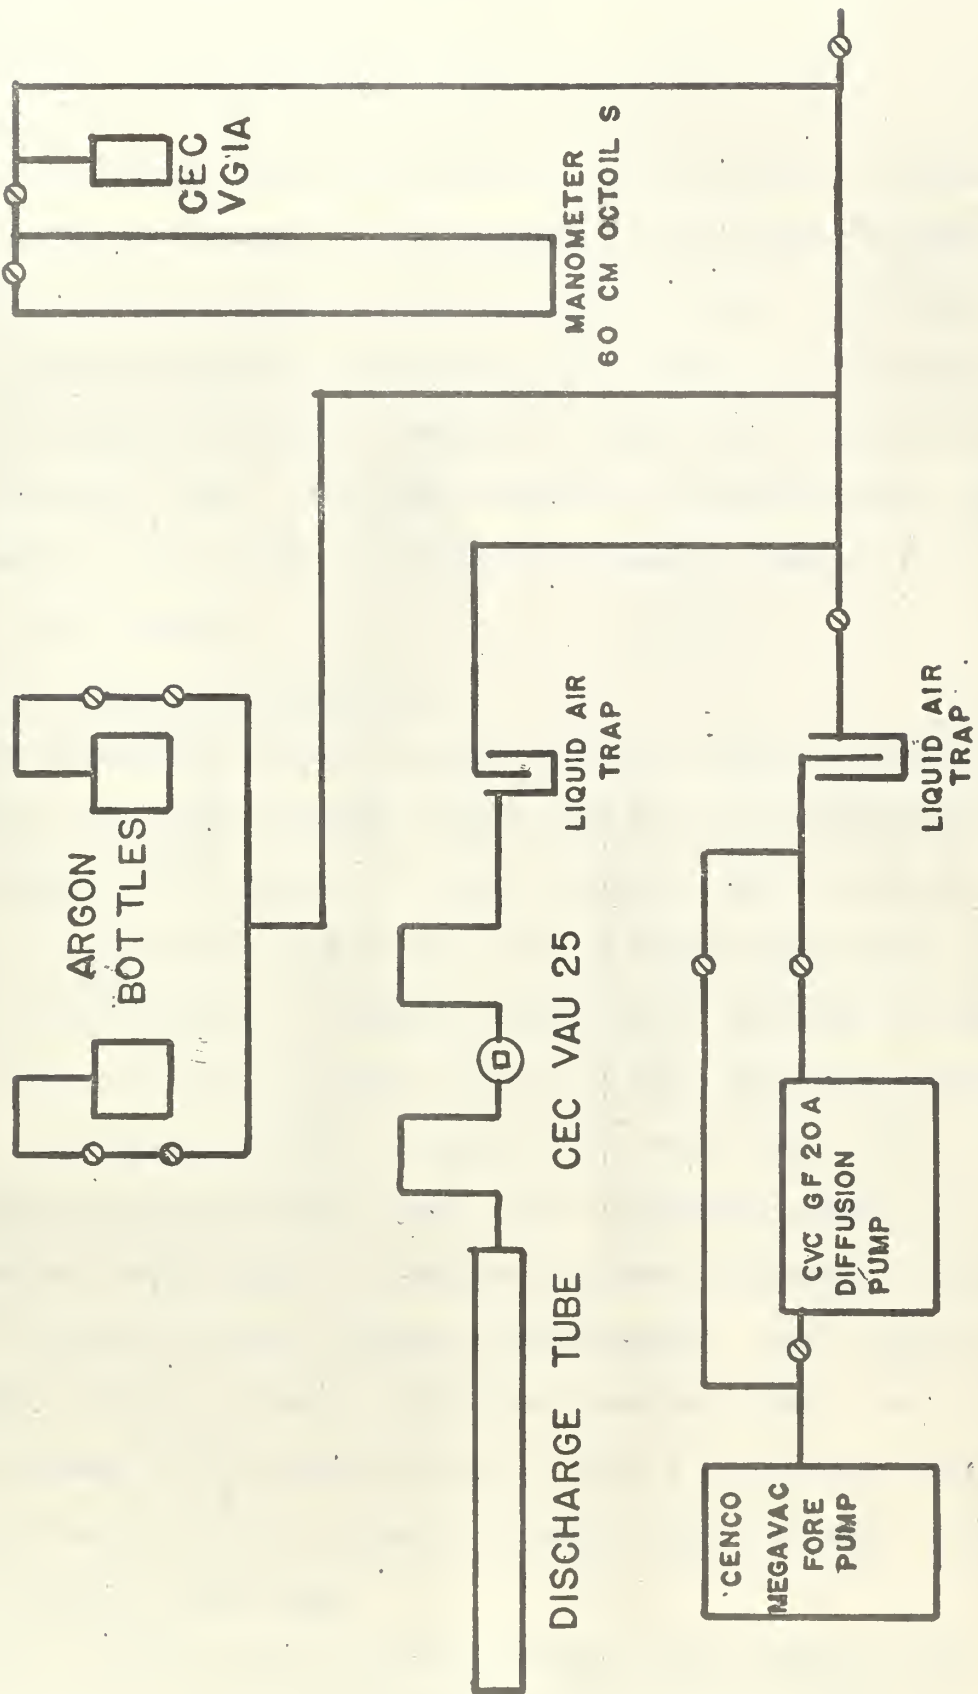 ARGON
BOTTLES
CEC
VG1A
MANOMETER
60 CM OCTOIL S
DISCHARGE TUBE
CEC VAU 25
LIQUID AIR
TRAP
CENCO
MEGAVAC
FORE
PUMP
CVC GF 20A
DIFFUSION
PUMP
LIQUID AIR
TRAP